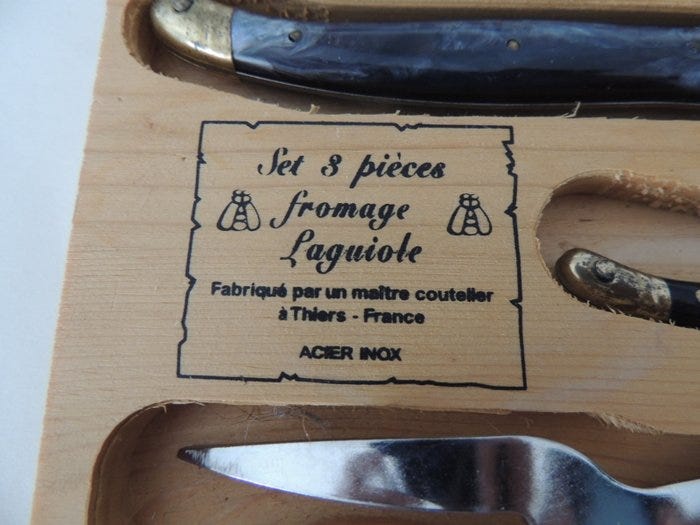 Set 3 pièces
fromage
Laguiole
Fabriqué par un maître coutelier
à Thiers - France
ACIER INOX